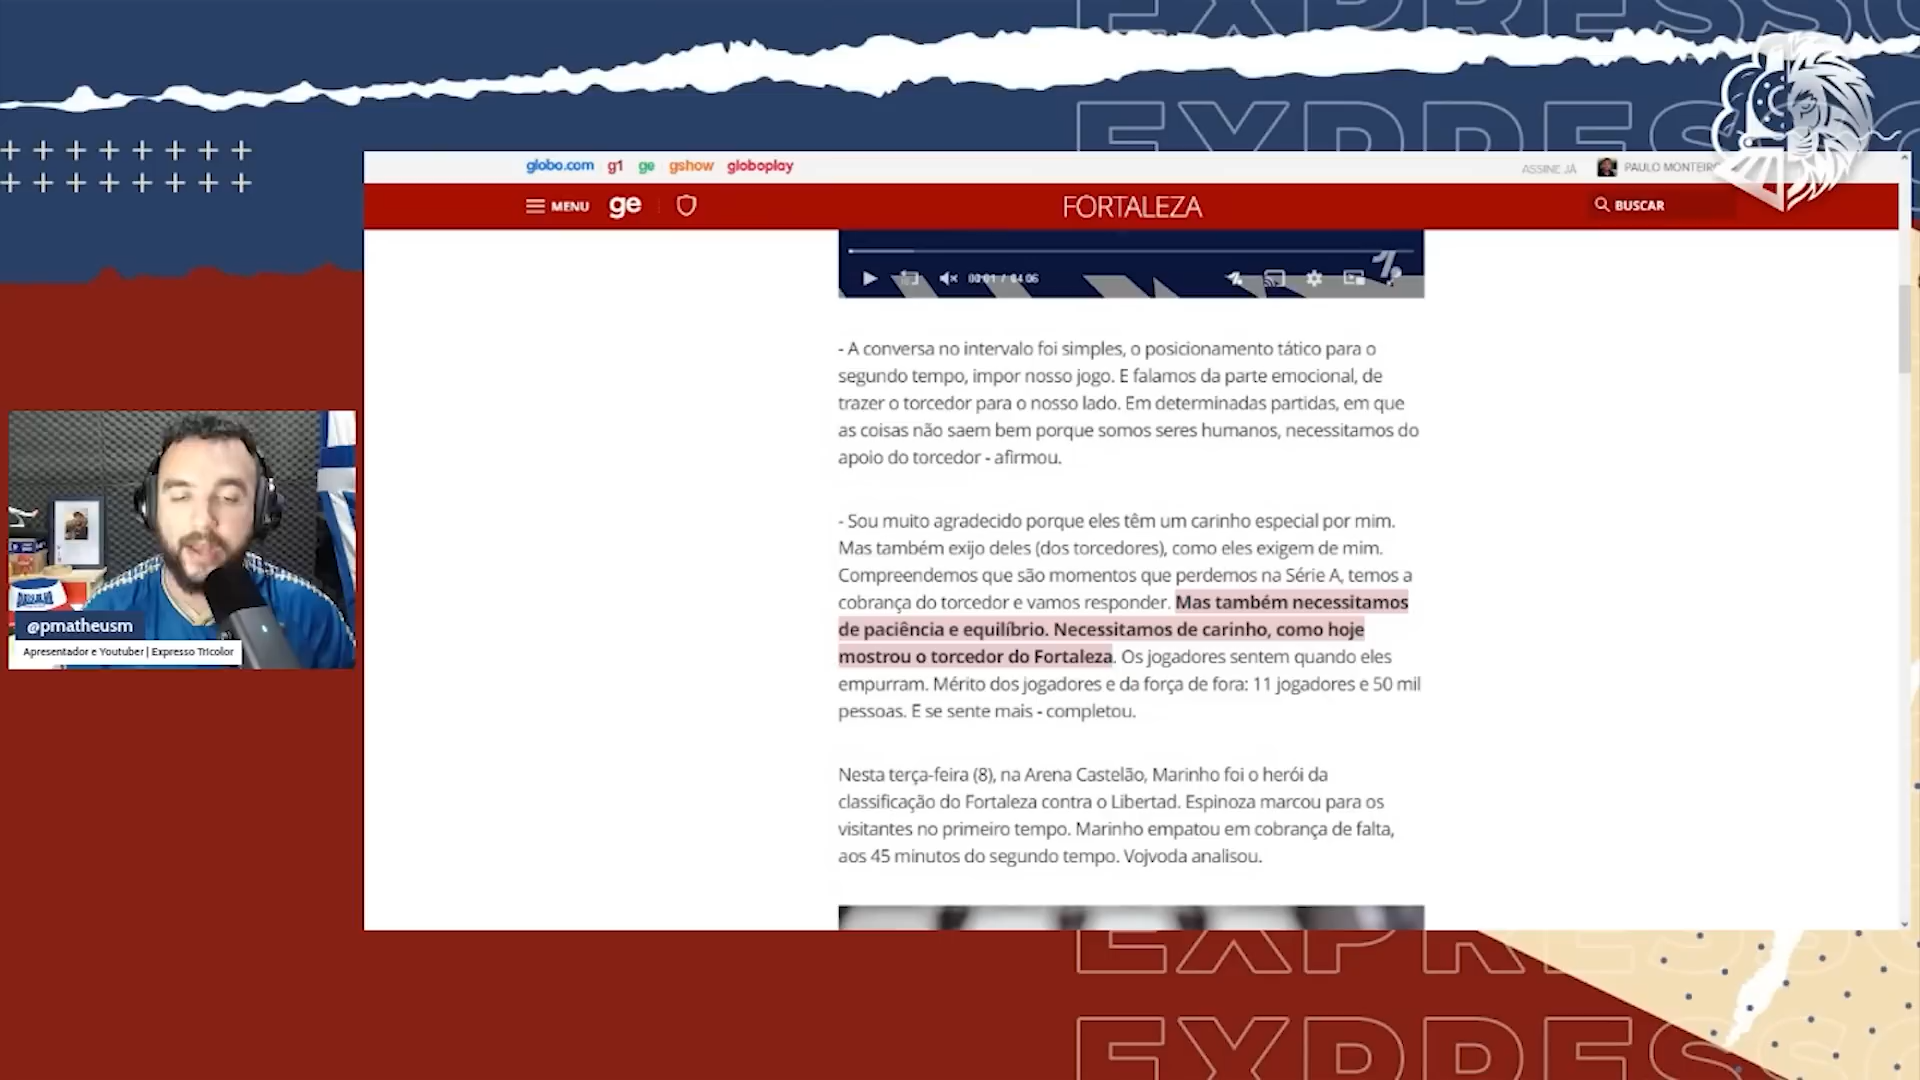 EXPRESSO
EXPRESS
globo.com g1 ge gshow globoplay
ASSINE JÁ
PAULO MONTEIRO
MENU ge
FORTALEZA
BUSCAR
00:01 / 04:06
- A conversa no intervalo foi simples, o posicionamento tático para o
segundo tempo, impor nosso jogo. E falamos da parte emocional, de
trazer o torcedor para o nosso lado. Em determinadas partidas, em que
as coisas não saem bem porque somos seres humanos, necessitamos do
apoio do torcedor - afirmou.
- Sou muito agradecido porque eles têm um carinho especial por mim.
Mas também exijo deles (dos torcedores), como eles exigem de mim.
Compreendemos que são momentos que perdemos na Série A, temos a
cobrança do torcedor e vamos responder. Mas também necessitamos
de paciência e equilíbrio. Necessitamos de carinho, como hoje
mostrou o torcedor do Fortaleza. Os jogadores sentem quando eles
empurram. Mérito dos jogadores e da força de fora: 11 jogadores e 50 mil
pessoas. E se sente mais - completou.
Nesta terça-feira (8), na Arena Castelão, Marinho foi o herói da
classificação do Fortaleza contra o Libertad. Espinoza marcou para os
visitantes no primeiro tempo. Marinho empatou em cobrança de falta,
aos 45 minutos do segundo tempo. Vojvoda analisou.
@pmatheusm
Apresentador e Youtuber | Expresso Tricolor
EXPRESSO
EXPRESSO